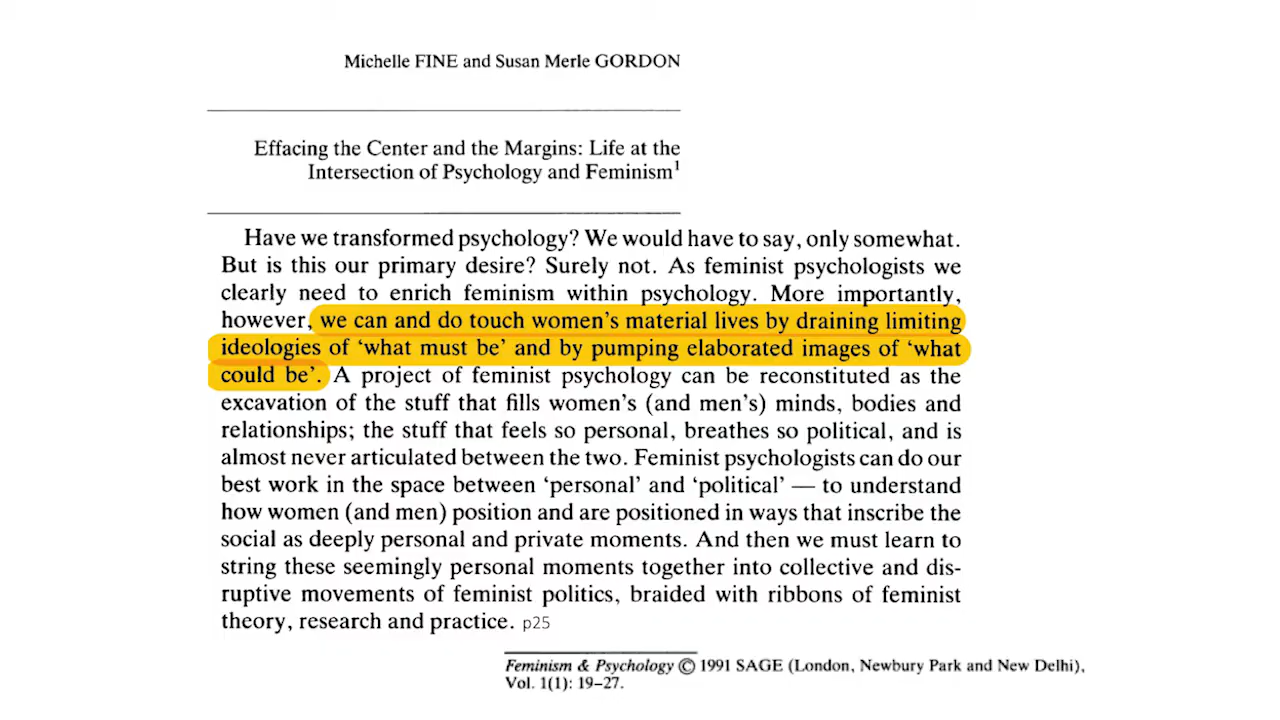 Michelle FINE and Susan Merle GORDON
Effacing the Center and the Margins: Life at the
Intersection of Psychology and Feminism¹
Have we transformed psychology? We would have to say, only somewhat.
But is this our primary desire? Surely not. As feminist psychologists we
clearly need to enrich feminism within psychology. More importantly,
however, we can and do touch women's material lives by draining limiting
ideologies of 'what must be' and by pumping elaborated images of 'what
could be'. A project of feminist psychology can be reconstituted as the
excavation of the stuff that fills women's (and men's) minds, bodies and
relationships; the stuff that feels so personal, breathes so political, and is
almost never articulated between the two. Feminist psychologists can do our
best work in the space between 'personal' and 'political' — to understand
how women (and men) position and are positioned in ways that inscribe the
social as deeply personal and private moments. And then we must learn to
string these seemingly personal moments together into collective and dis-
ruptive movements of feminist politics, braided with ribbons of feminist
theory, research and practice. p25
Feminism & Psychology © 1991 SAGE (London, Newbury Park and New Delhi),
Vol. 1(1): 19–27.